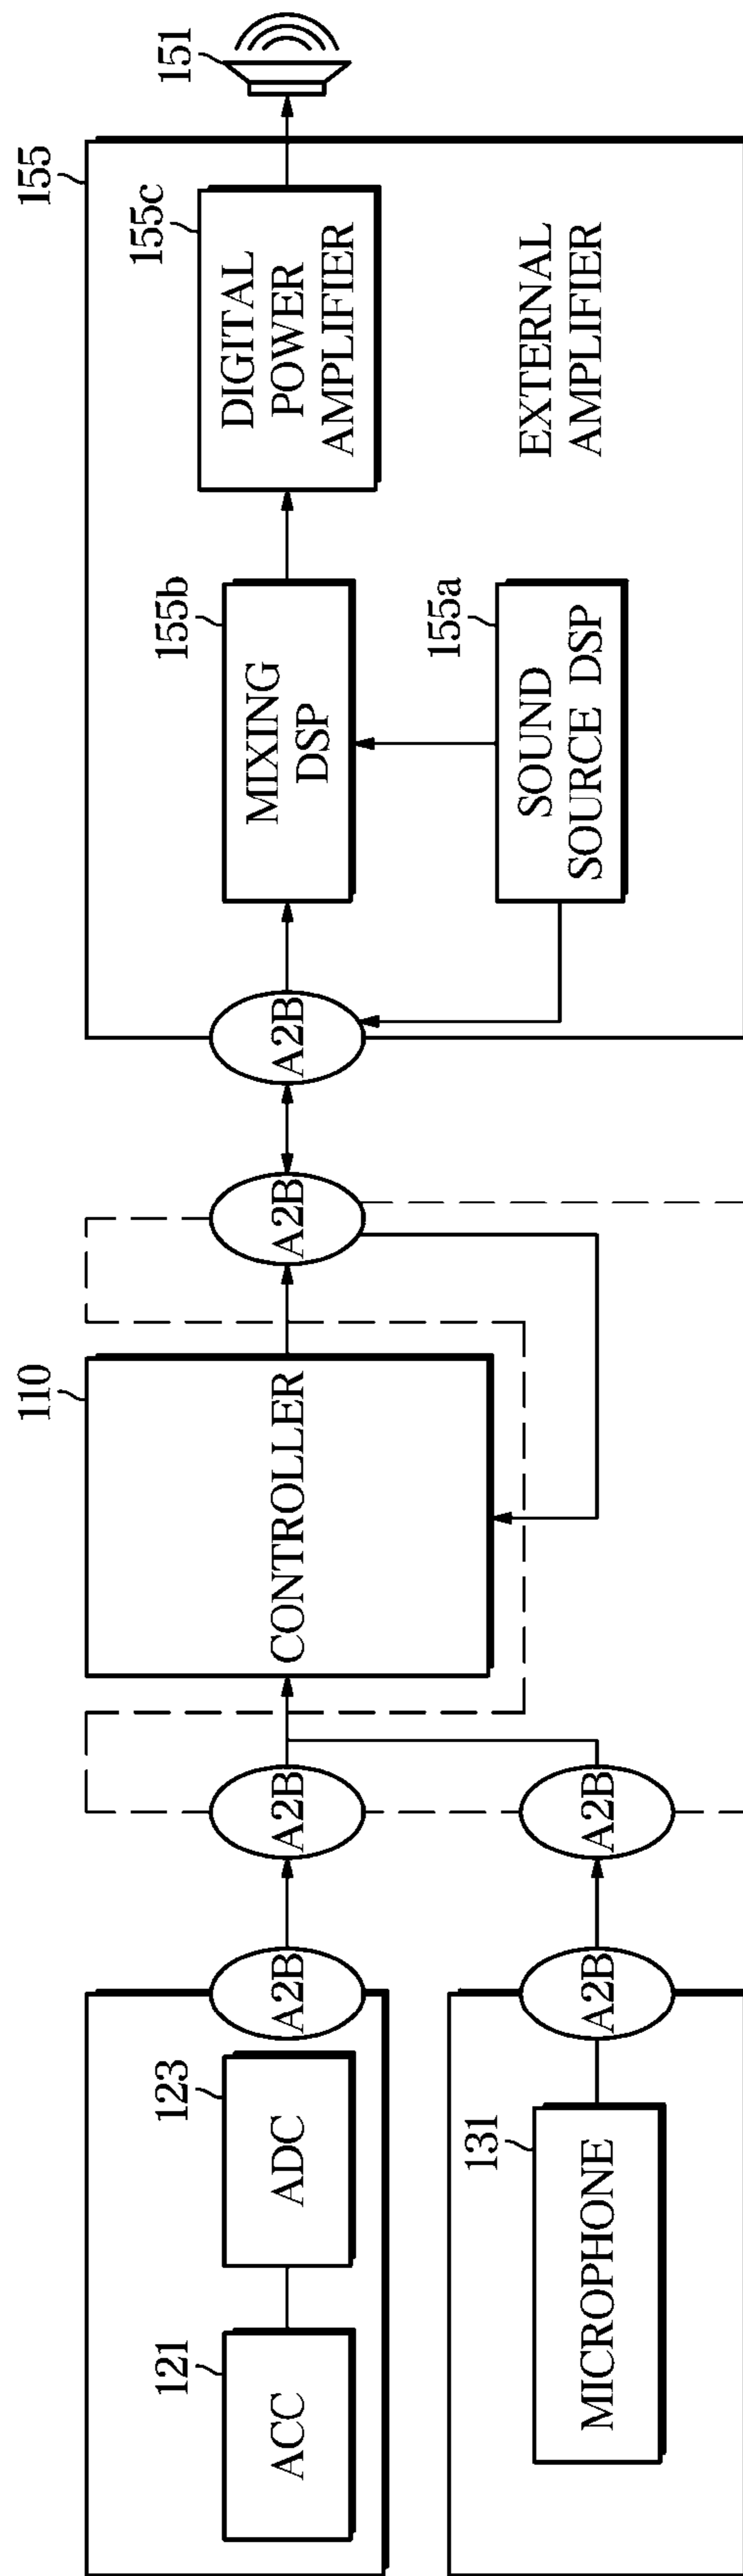 121
ACC
123
ADC
A2B
A2B
131
MICROPHONE
A2B
A2B
110
CONTROLLER
A2B
A2B
155
155b
MIXING
DSP
155a
SOUND
SOURCE DSP
155c
DIGITAL
POWER
AMPLIFIER
EXTERNAL
AMPLIFIER
151